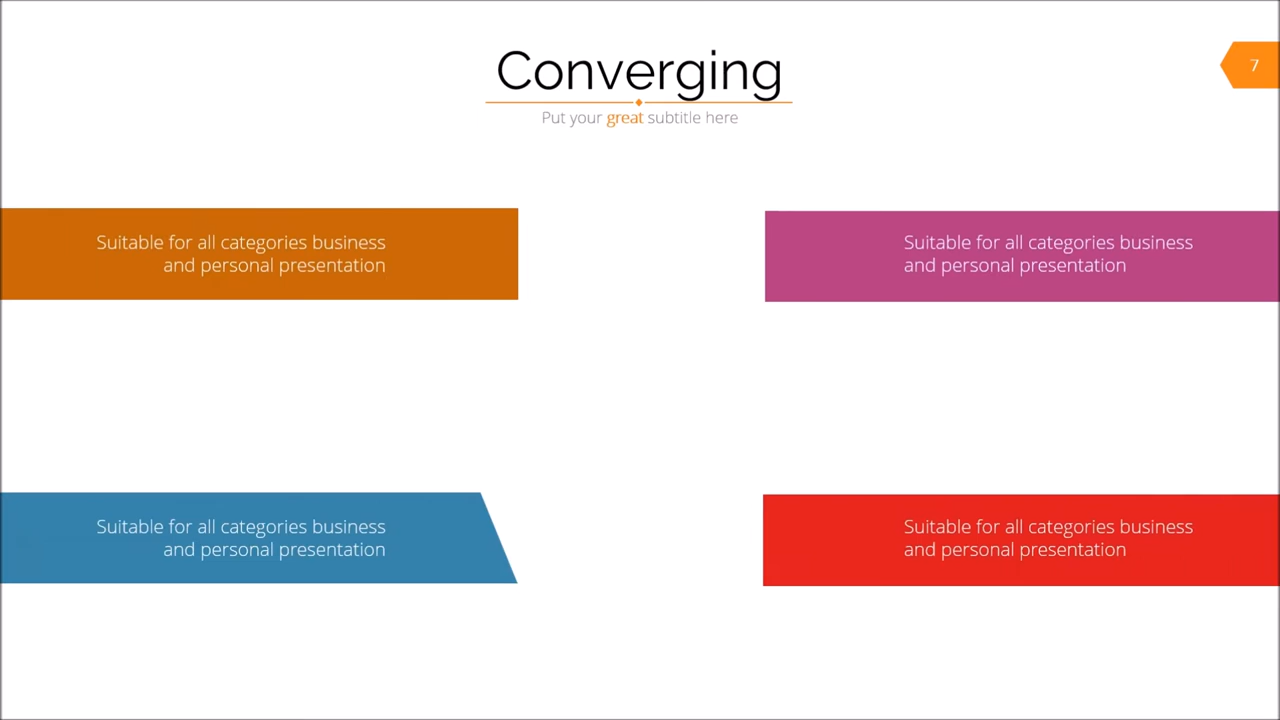 Converging
7
Put your great subtitle here
Suitable for all categories business
and personal presentation
Suitable for all categories business
and personal presentation
Suitable for all categories business
and personal presentation
Suitable for all categories business
and personal presentation